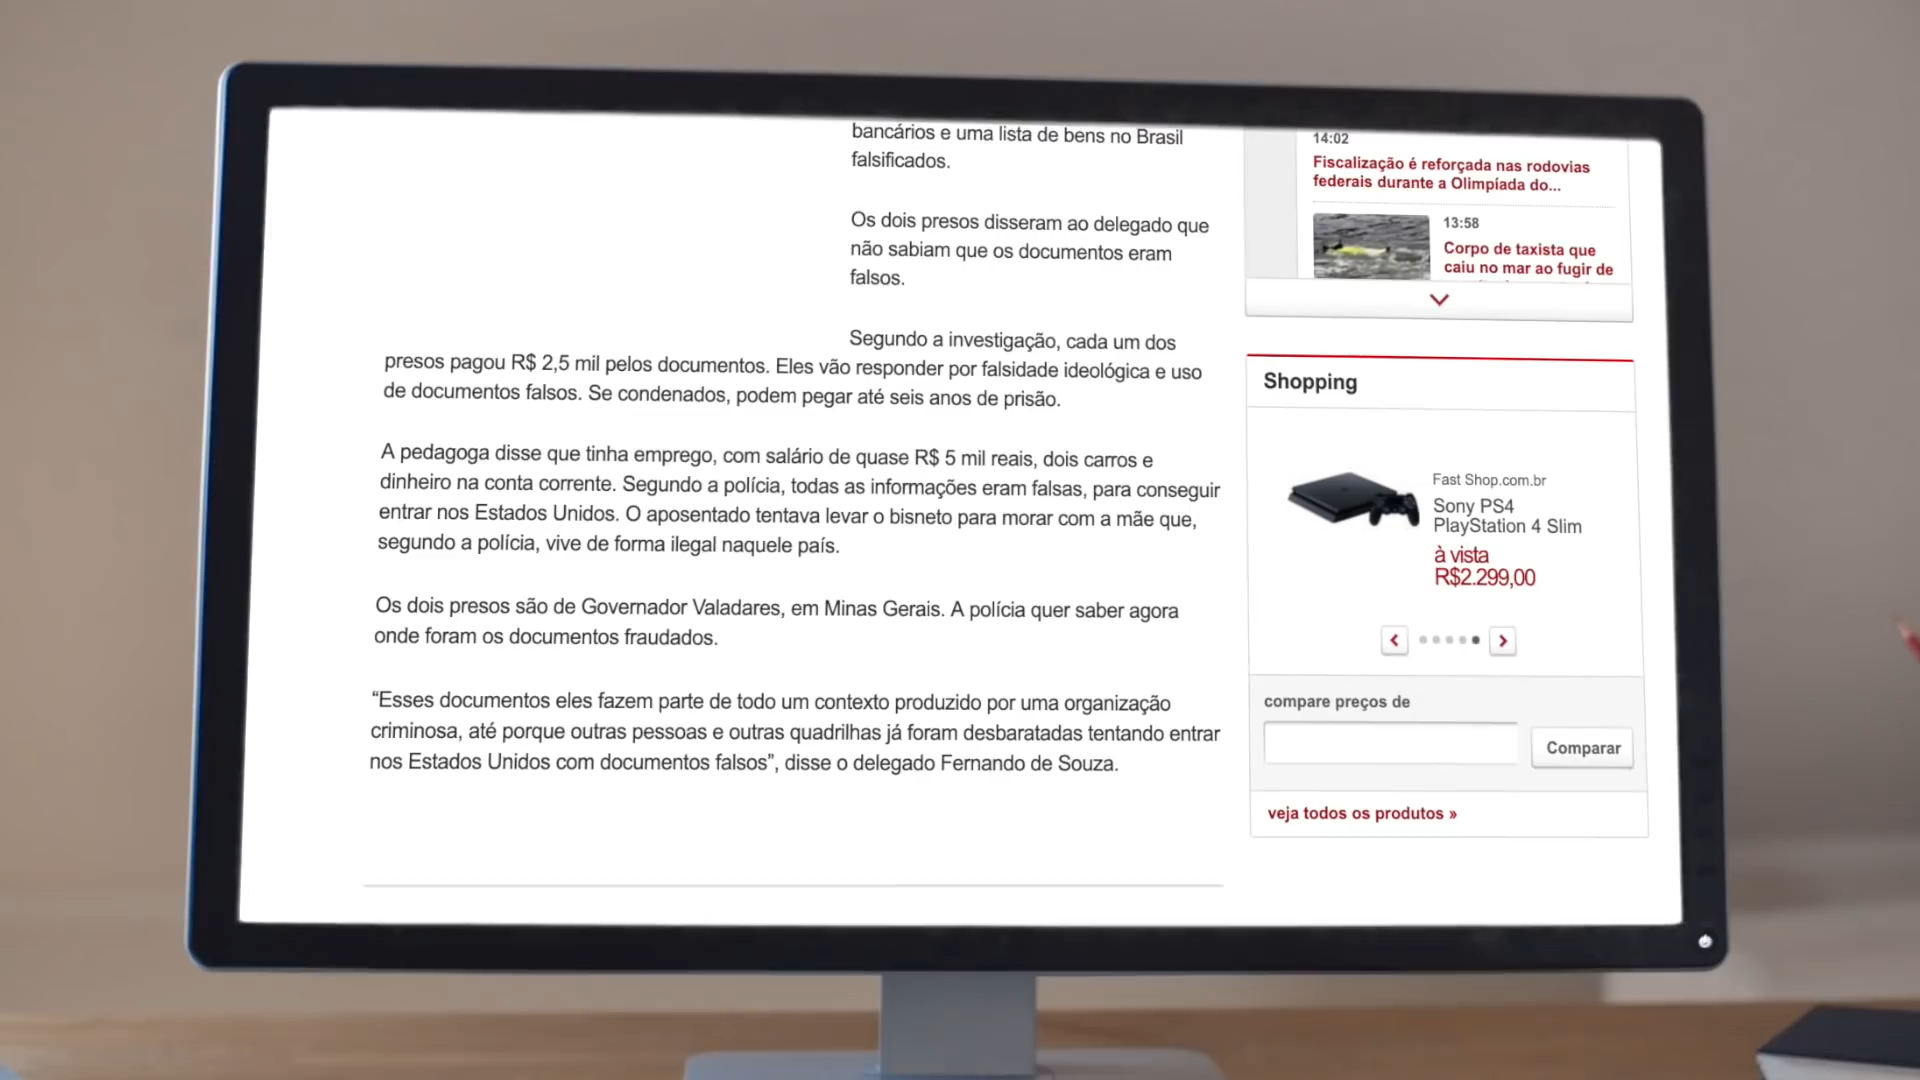 bancários e uma lista de bens no Brasil
falsificados.
Os dois presos disseram ao delegado que
não sabiam que os documentos eram
falsos.
Segundo a investigação, cada um dos
presos pagou R$ 2,5 mil pelos documentos. Eles vão responder por falsidade ideológica e uso
de documentos falsos. Se condenados, podem pegar até seis anos de prisão.
A pedagoga disse que tinha emprego, com salário de quase R$ 5 mil reais, dois carros e
dinheiro na conta corrente. Segundo a polícia, todas as informações eram falsas, para conseguir
entrar nos Estados Unidos. O aposentado tentava levar o bisneto para morar com a mãe que,
segundo a polícia, vive de forma ilegal naquele país.
Os dois presos são de Governador Valadares, em Minas Gerais. A polícia quer saber agora
onde foram os documentos fraudados.
“Esses documentos eles fazem parte de todo um contexto produzido por uma organização
criminosa, até porque outras pessoas e outras quadrilhas já foram desbaratadas tentando entrar
nos Estados Unidos com documentos falsos”, disse o delegado Fernando de Souza.
14:02
Fiscalização é reforçada nas rodovias
federais durante a Olimpíada do...
13:58
Corpo de taxista que
caiu no mar ao fugir de
Shopping
Fast Shop.com.br
Sony PS4
PlayStation 4 Slim
à vista
R$2.299,00
compare preços de
Comparar
veja todos os produtos »